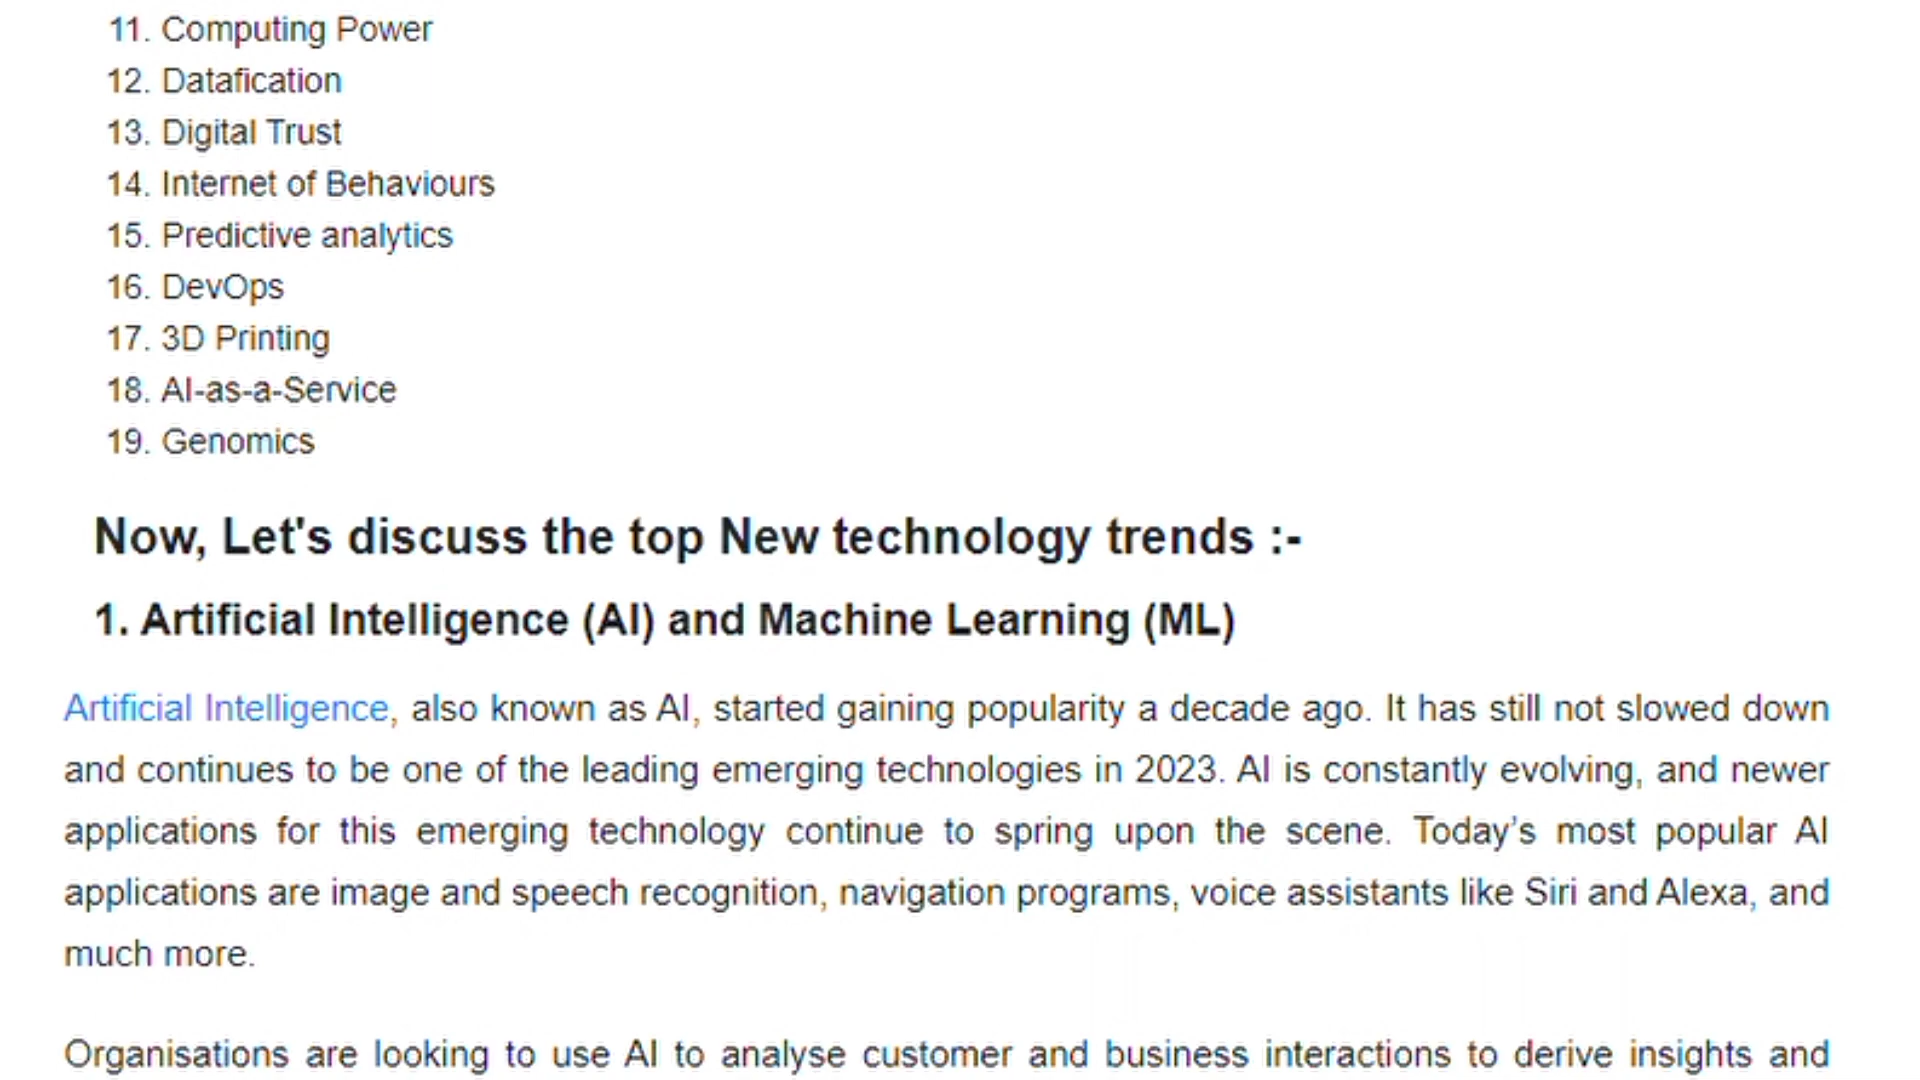 11. Computing Power
12. Datafication
13. Digital Trust
14. Internet of Behaviours
15. Predictive analytics
16. DevOps
17. 3D Printing
18. AI-as-a-Service
19. Genomics
Now, Let's discuss the top New technology trends :-
1. Artificial Intelligence (AI) and Machine Learning (ML)
Artificial Intelligence, also known as AI, started gaining popularity a decade ago. It has still not slowed down
and continues to be one of the leading emerging technologies in 2023. AI is constantly evolving, and newer
applications for this emerging technology continue to spring upon the scene. Today’s most popular AI
applications are image and speech recognition, navigation programs, voice assistants like Siri and Alexa, and
much more.
Organisations are looking to use AI to analyse customer and business interactions to derive insights and